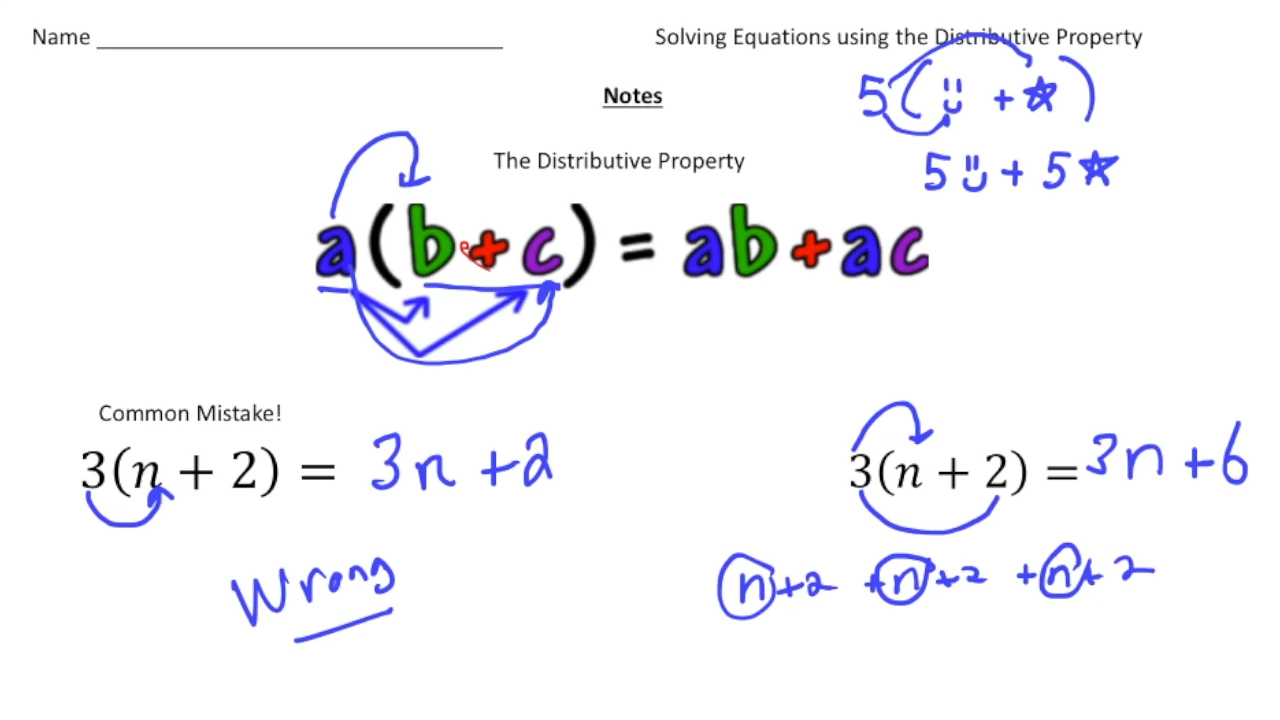 Name
Solving Equations using the Distributive Property
Notes
5( + )
5 + 5
The Distributive Property
a(b+c) = ab+ac
Common Mistake!
3(n + 2) = 3n +2
3(n + 2) = 3n +6
Wrong
n+2 +n+2 +n+2